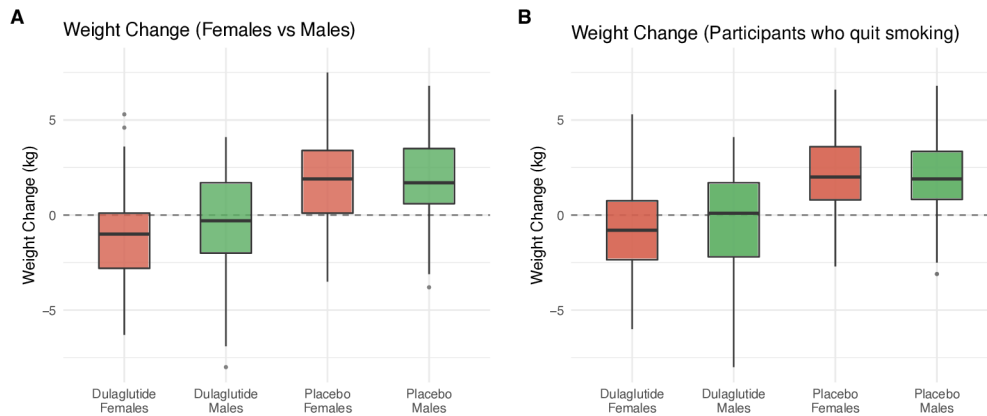 A
Weight Change (Females vs Males)
Weight Change (kg)
5
0
−5
Dulaglutide
Females
Dulaglutide
Males
Placebo
Females
Placebo
Males
B
Weight Change (Participants who quit smoking)
Weight Change (kg)
5
0
−5
Dulaglutide
Females
Dulaglutide
Males
Placebo
Females
Placebo
Males